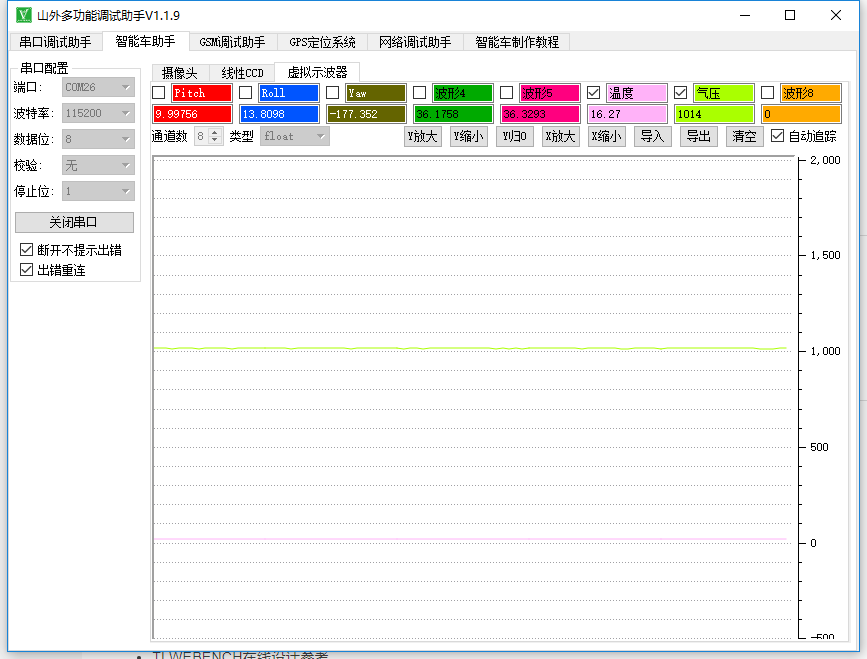 山外多功能调试助手V1.1.9
串口调试助手 智能车助手 GSM调试助手 GPS定位系统 网络调试助手 智能车制作教程
串口配置
端口: COM26
波特率: 115200
数据位: 8
校验: 无
停止位: 1
关闭串口
断开不提示出错
出错重连
摄像头 线性CCD 虚拟示波器
Pitch Roll Yaw 波形4 波形5 温度 气压 波形8
9.99756 13.8098 -177.352 36.1758 36.3293 16.27 1014 0
通道数 8 类型 float Y放大 Y缩小 Y归0 X放大 X缩小 导入 导出 清空 自动追踪
2,000
1,500
1,000
500
0
-500
TI WEBENCH在线设计参考